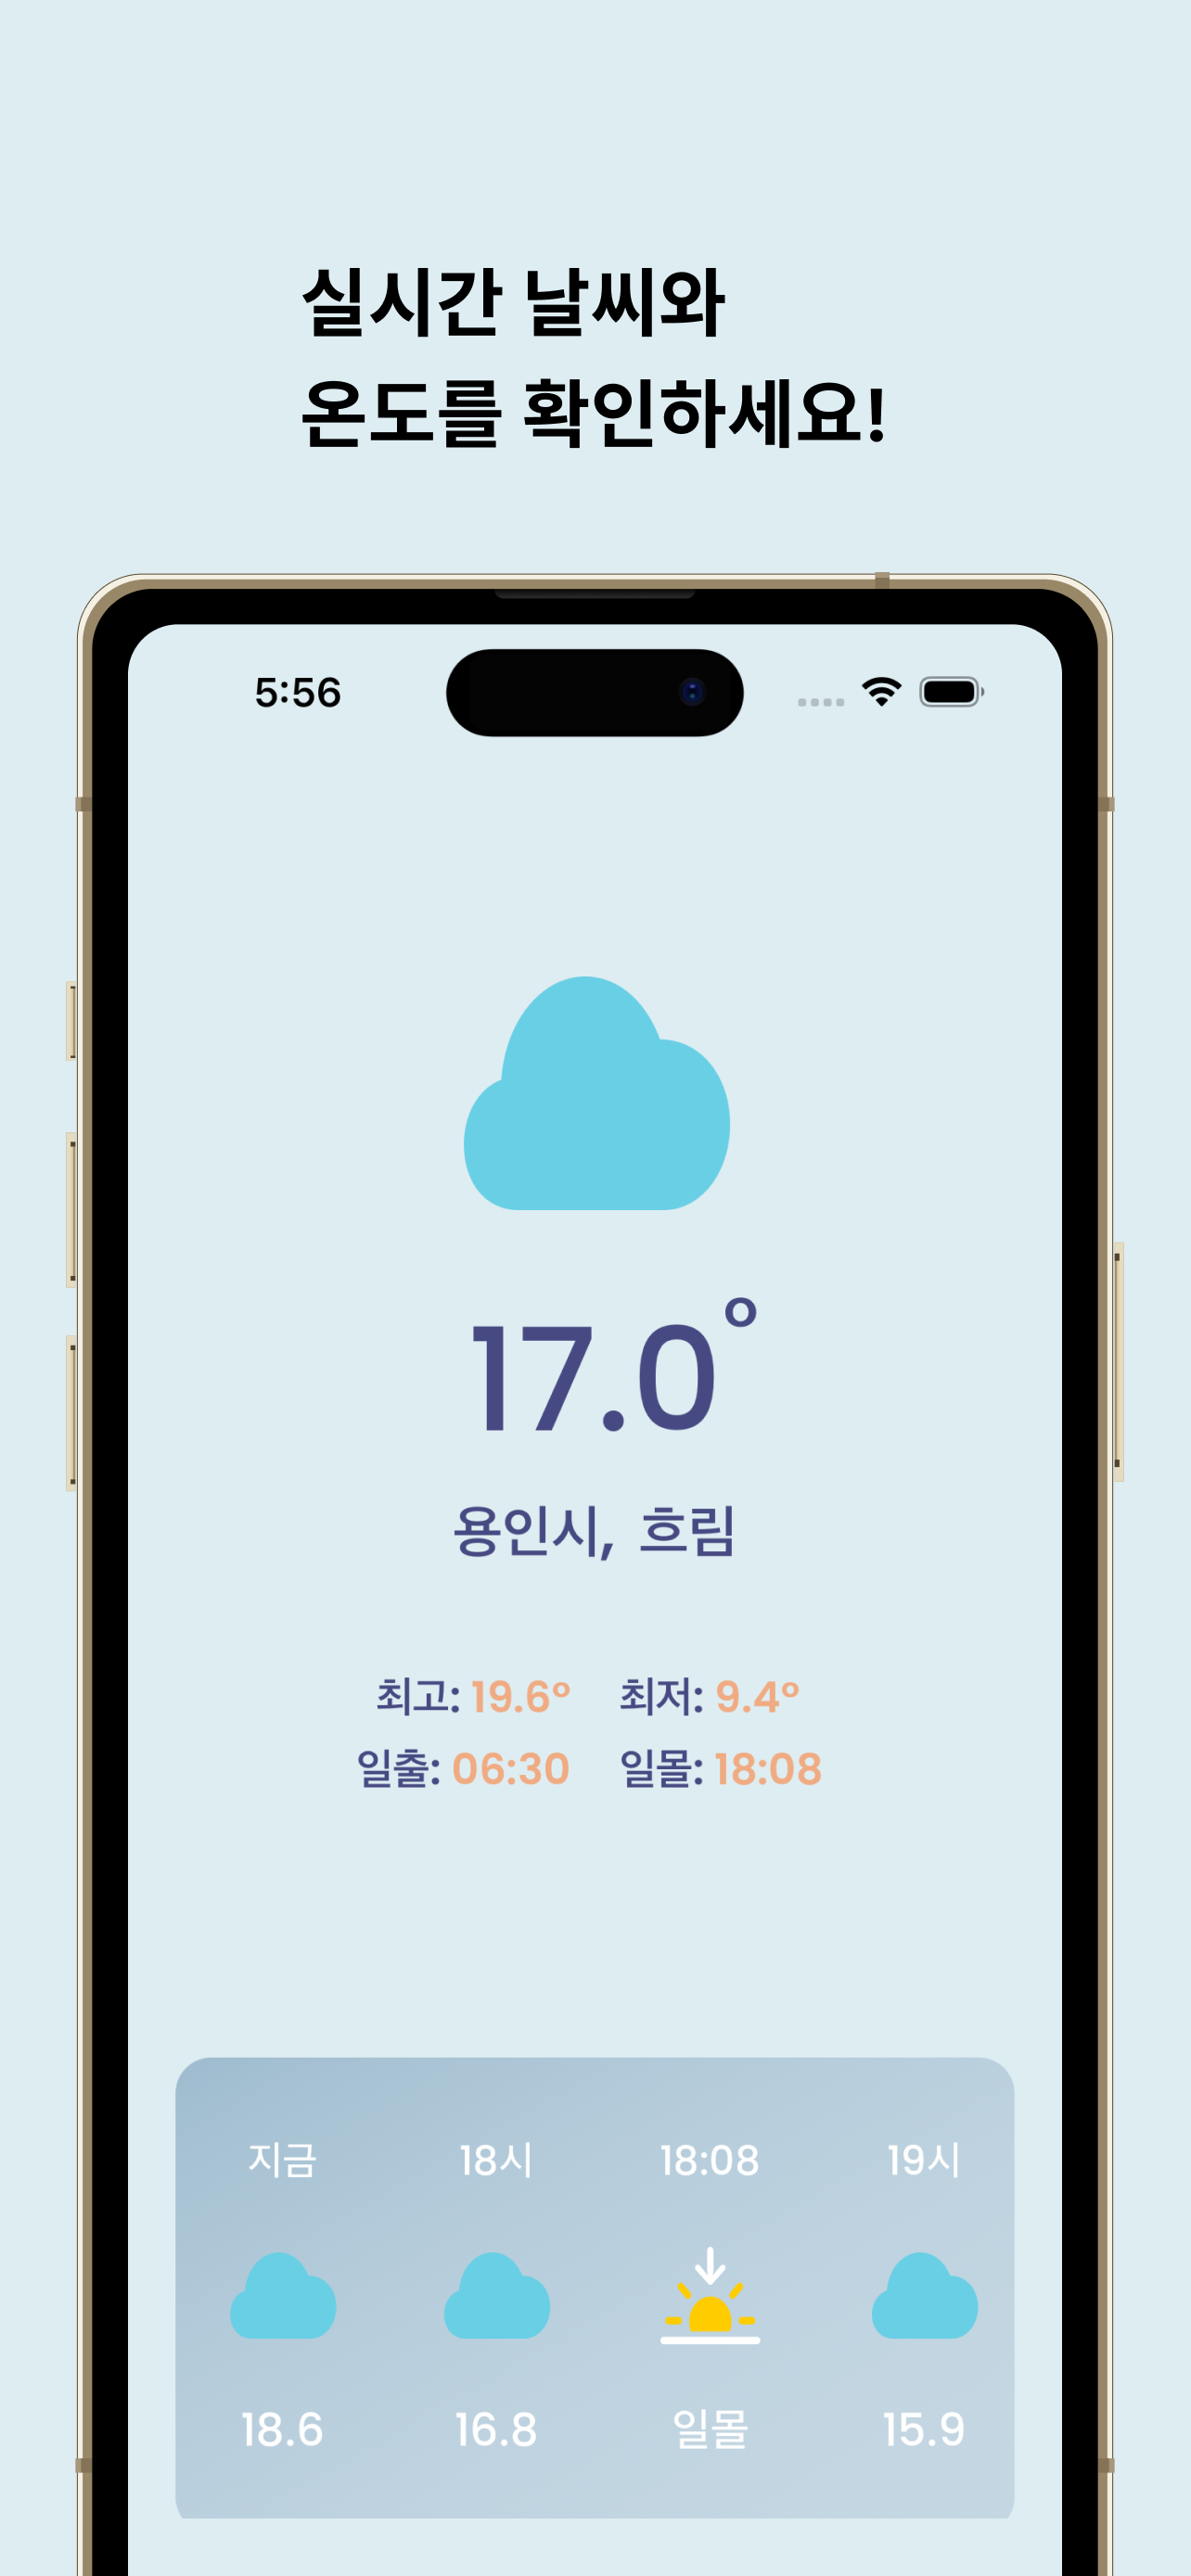 실시간 날씨와
온도를 확인하세요!
5:56
17.0°
용인시, 흐림
최고: 19.6° 최저: 9.4°
일출: 06:30 일몰: 18:08
지금 18시 18:08 19시
18.6 16.8 일몰 15.9